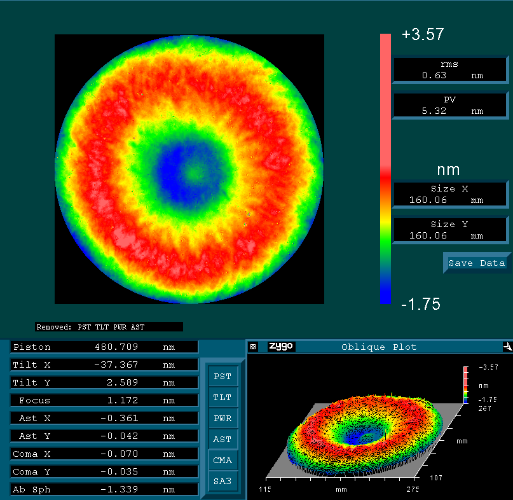 +3.57
rms
0.63 nm
PV
5.32 nm
nm
Size X
160.06 mm
Size Y
160.06 mm
Save Data
-1.75
Removed: PST TLT PWR AST
Piston 480.709 nm
Tilt X -37.367 nm
Tilt Y 2.589 nm
Focus 1.172 nm
Ast X -0.361 nm
Ast Y -0.042 nm
Coma X -0.070 nm
Coma Y -0.035 nm
Ab Sph -1.339 nm
PST
TLT
PWR
AST
CMA
SA3
zygo Oblique Plot
+3.57
nm
-1.75
267
mm
107
115 mm 275